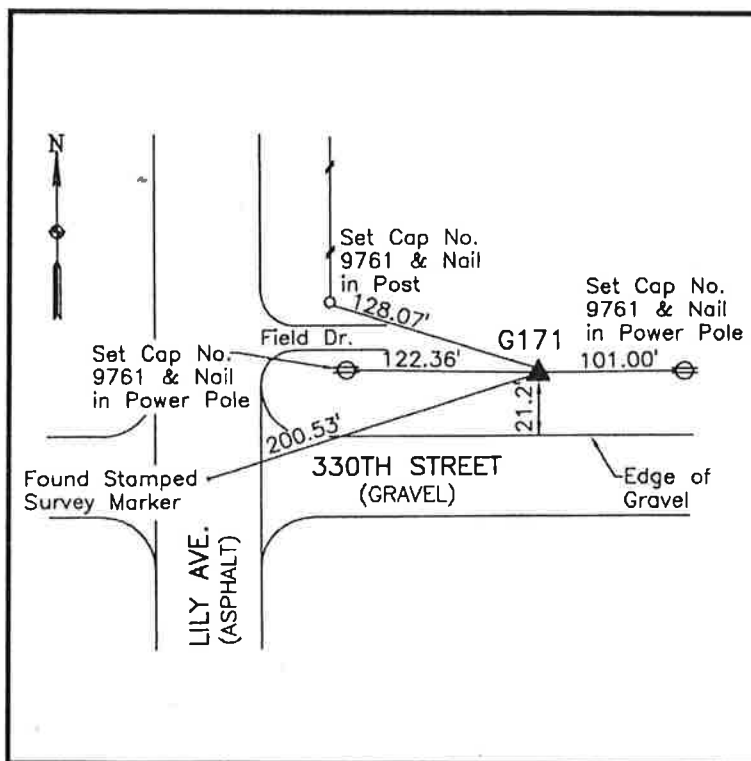 N
Set Cap No.
9761 & Nail
in Post
128.07'
Set Cap No.
9761 & Nail
in Power Pole
G171
Field Dr.
Set Cap No.
9761 & Nail
in Power Pole
122.36'
101.00'
21.2'
200.53'
Found Stamped
Survey Marker
330TH STREET
(GRAVEL)
Edge of
Gravel
LILY AVE.
(ASPHALT)